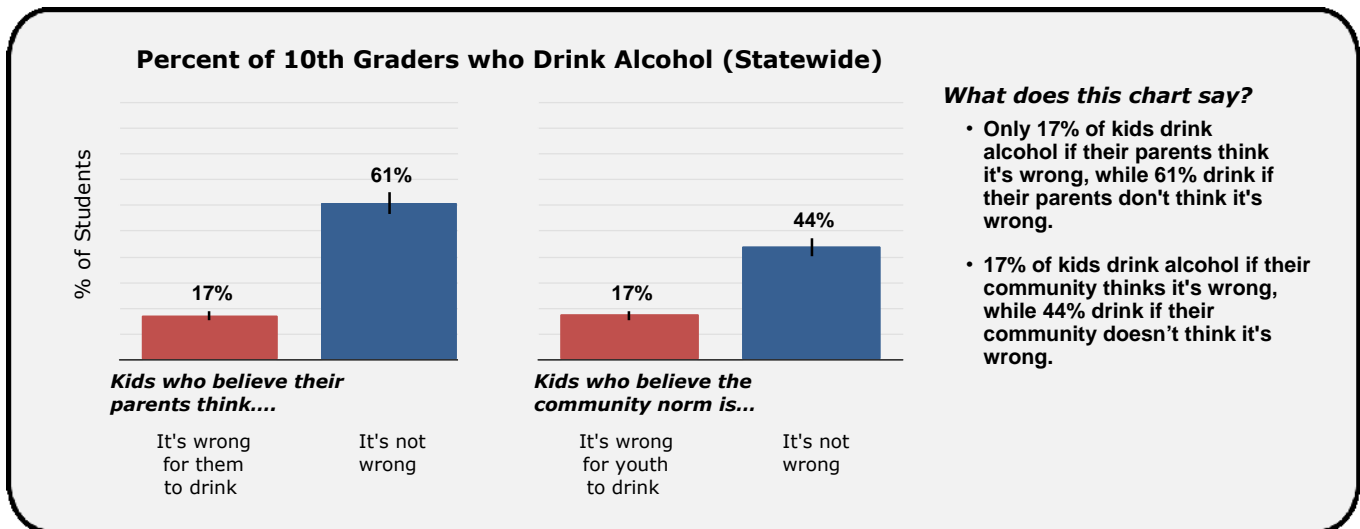 Percent of 10th Graders who Drink Alcohol (Statewide)
% of Students
17%
61%
Kids who believe their
parents think....
It's wrong
for them
to drink
It's not
wrong
17%
44%
Kids who believe the
community norm is...
It's wrong
for youth
to drink
It's not
wrong
What does this chart say?
• Only 17% of kids drink
alcohol if their parents think
it's wrong, while 61% drink if
their parents don't think it's
wrong.
• 17% of kids drink alcohol if their
community thinks it's wrong,
while 44% drink if their
community doesn’t think it's
wrong.